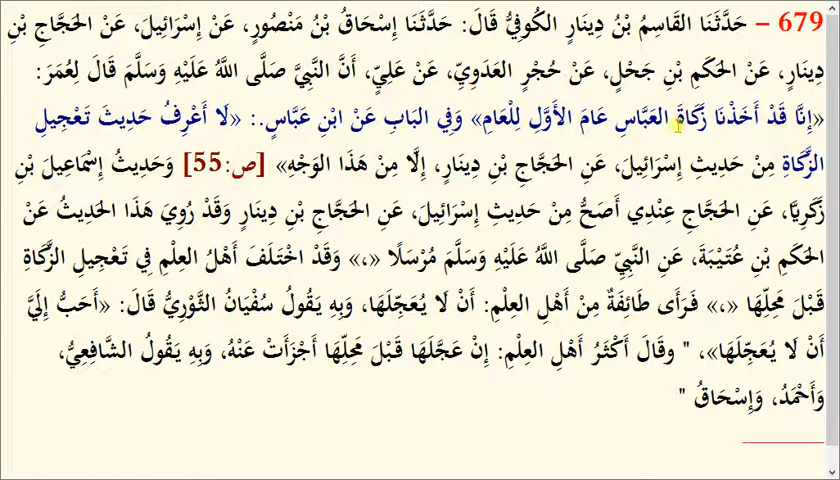 679 - حَدَّثَنَا القَاسِمُ بْنُ دِينَارٍ الكُوفِيُّ قَالَ: حَدَّثَنَا إِسْحَاقُ بْنُ مَنْصُورٍ، عَنْ إِسْرَائِيلَ، عَنْ الحَجَّاجِ بْنِ
دِينَارٍ، عَنْ الحَكَمِ بْنِ جَحْلٍ، عَنْ حُجْرٍ العَدَوِيِّ، عَنْ عَلِيٍّ، أَنَّ النَّبِيَّ صَلَّى اللَّهُ عَلَيْهِ وَسَلَّمَ قَالَ لِعُمَرَ:
«إِنَّا قَدْ أَخَذْنَا زَكَاةَ العَبَّاسِ عَامَ الأَوَّلِ لِلْعَامِ» وَفِي البَابِ عَنْ ابْنِ عَبَّاسٍ.: «لَا أَعْرِفُ حَدِيثَ تَعْجِيلِ
الزَّكَاةِ مِنْ حَدِيثِ إِسْرَائِيلَ، عَنِ الحَجَّاجِ بْنِ دِينَارٍ، إِلَّا مِنْ هَذَا الوَجْهِ» [ص:55] وَحَدِيثُ إِسْمَاعِيلَ بْنِ
زَكَرِيَّا، عَنِ الحَجَّاجِ عِنْدِي أَصَحُّ مِنْ حَدِيثِ إِسْرَائِيلَ، عَنِ الحَجَّاجِ بْنِ دِينَارٍ وَقَدْ رُوِيَ هَذَا الحَدِيثُ عَنْ
الحَكَمِ بْنِ عُتَيْبَةَ، عَنِ النَّبِيِّ صَلَّى اللَّهُ عَلَيْهِ وَسَلَّمَ مُرْسَلًا «،» وَقَدْ اخْتَلَفَ أَهْلُ العِلْمِ فِي تَعْجِيلِ الزَّكَاةِ
قَبْلَ مَحِلِّهَا «،» فَرَأَى طَائِفَةٌ مِنْ أَهْلِ العِلْمِ: أَنْ لَا يُعَجِّلَهَا، وَبِهِ يَقُولُ سُفْيَانُ الثَّوْرِيُّ قَالَ: «أَحَبُّ إِلَيَّ
أَنْ لَا يُعَجِّلَهَا»، " وقَالَ أَكْثَرُ أَهْلِ العِلْمِ: إِنْ عَجَّلَهَا قَبْلَ مَحِلِّهَا أَجْزَأَتْ عَنْهُ، وَبِهِ يَقُولُ الشَّافِعِيُّ،
وَأَحْمَدُ، وَإِسْحَاقُ "